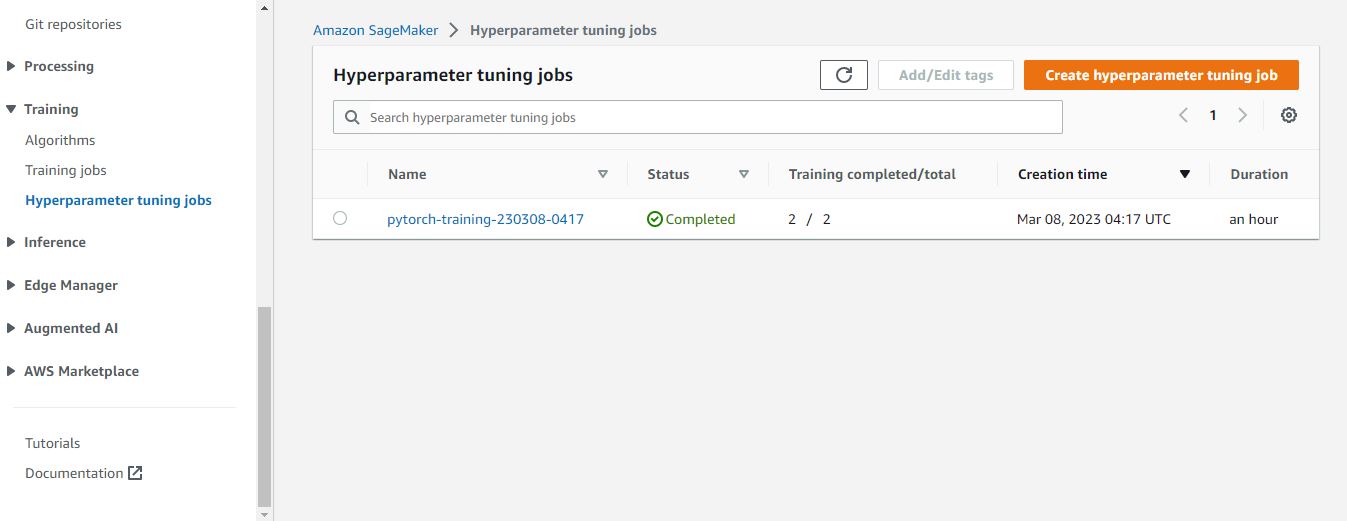 Git repositories
Processing
Training
Algorithms
Training jobs
Hyperparameter tuning jobs
Inference
Edge Manager
Augmented AI
AWS Marketplace
Tutorials
Documentation
Amazon SageMaker > Hyperparameter tuning jobs
Hyperparameter tuning jobs Add/Edit tags Create hyperparameter tuning job
Search hyperparameter tuning jobs < 1 >
Name Status Training completed/total Creation time Duration
pytorch-training-230308-0417 Completed 2 / 2 Mar 08, 2023 04:17 UTC an hour